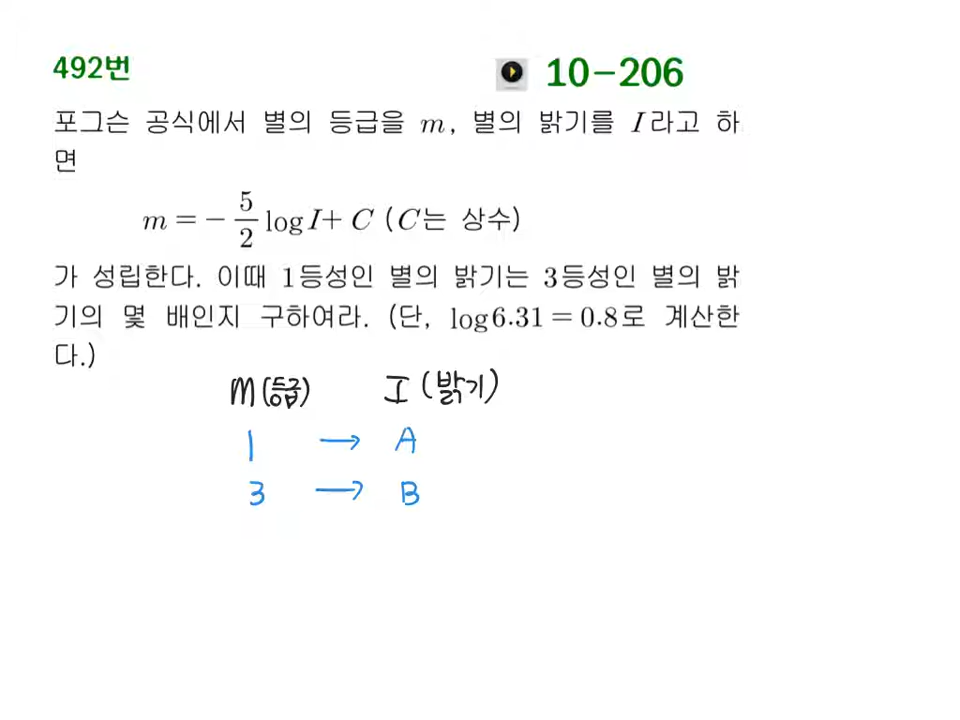 492번
10-206
포그슨 공식에서 별의 등급을 m, 별의 밝기를 I라고 하
면
m = -5/2 log I + C (C는 상수)
가 성립한다. 이때 1등성인 별의 밝기는 3등성인 별의 밝
기의 몇 배인지 구하여라. (단, log6.31 = 0.8로 계산한
다.)
m(등급) I(밝기)
1 → A
3 → B